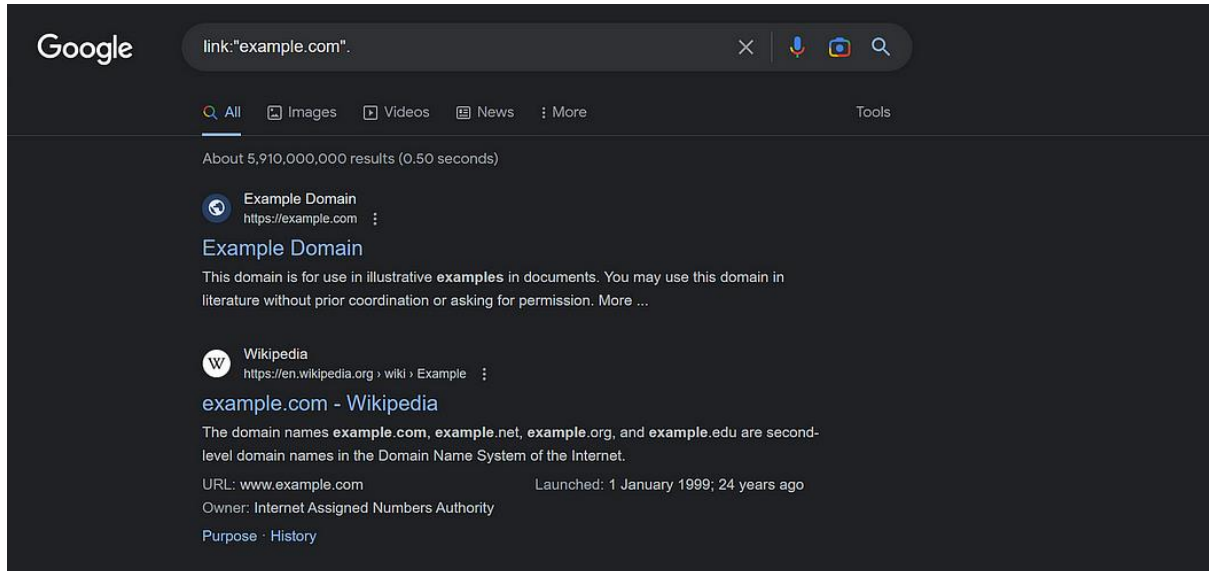 Google
link:"example.com".
All Images Videos News More Tools
About 5,910,000,000 results (0.50 seconds)
Example Domain
https://example.com
Example Domain
This domain is for use in illustrative examples in documents. You may use this domain in
literature without prior coordination or asking for permission. More ...
W
Wikipedia
https://en.wikipedia.org › wiki › Example
example.com - Wikipedia
The domain names example.com, example.net, example.org, and example.edu are second-
level domain names in the Domain Name System of the Internet.
URL: www.example.com Launched: 1 January 1999; 24 years ago
Owner: Internet Assigned Numbers Authority
Purpose · History